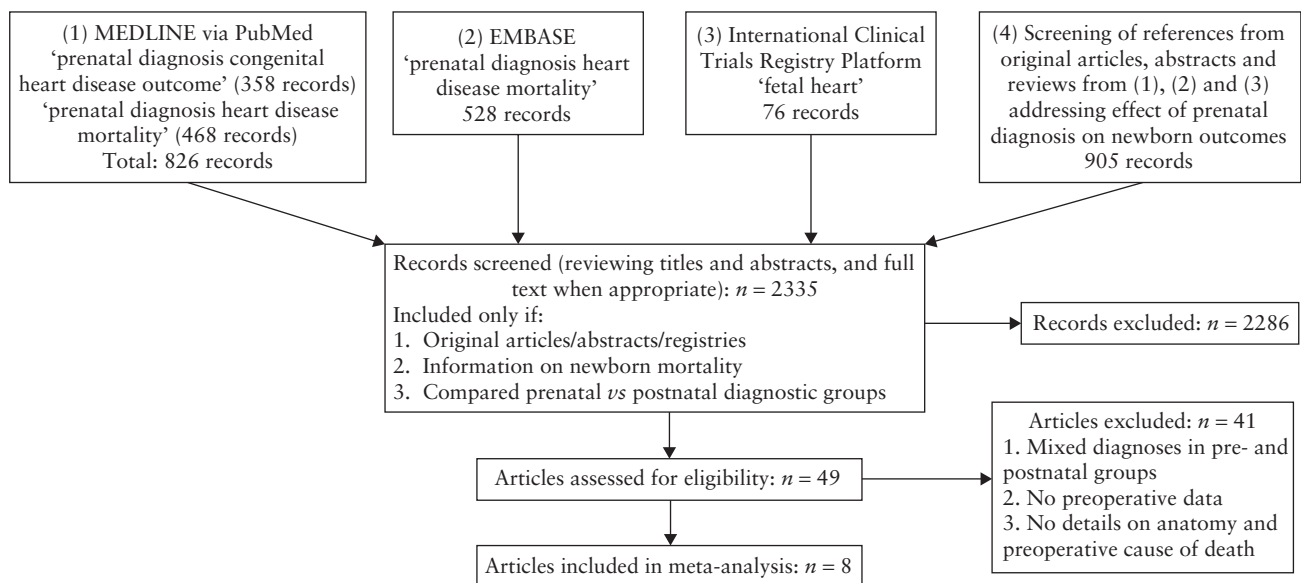 (1) MEDLINE via PubMed
‘prenatal diagnosis congenital
heart disease outcome’ (358 records)
‘prenatal diagnosis heart disease
mortality’ (468 records)
Total: 826 records
(2) EMBASE
‘prenatal diagnosis heart
disease mortality’
528 records
(3) International Clinical
Trials Registry Platform
‘fetal heart’
76 records
(4) Screening of references from
original articles, abstracts and
reviews from (1), (2) and (3)
addressing effect of prenatal
diagnosis on newborn outcomes
905 records
Records screened (reviewing titles and abstracts, and full
text when appropriate): n = 2335
Included only if:
1. Original articles/abstracts/registries
2. Information on newborn mortality
3. Compared prenatal vs postnatal diagnostic groups
Records excluded: n = 2286
Articles assessed for eligibility: n = 49
Articles excluded: n = 41
1. Mixed diagnoses in pre- and
postnatal groups
2. No preoperative data
3. No details on anatomy and
preoperative cause of death
Articles included in meta-analysis: n = 8